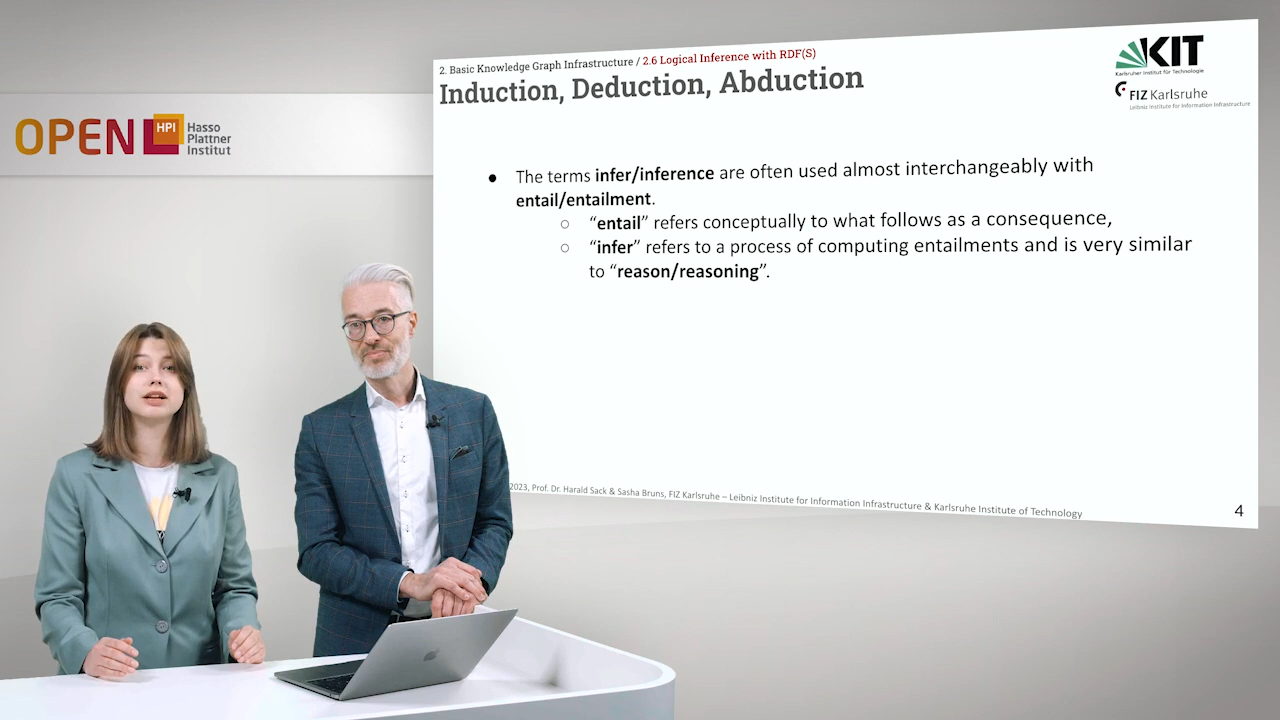 OPEN HPI Hasso
Plattner
Institut
2. Basic Knowledge Graph Infrastructure / 2.6 Logical Inference with RDF(S)
Induction, Deduction, Abduction
KIT
Karlsruher Institut für Technologie
FIZ Karlsruhe
Leibniz Institute for Information Infrastructure
● The terms infer/inference are often used almost interchangeably with
entail/entailment.
○ “entail” refers conceptually to what follows as a consequence,
○ “infer” refers to a process of computing entailments and is very similar
to “reason/reasoning”.
2023, Prof. Dr. Harald Sack & Sasha Bruns, FIZ Karlsruhe – Leibniz Institute for Information Infrastructure & Karlsruhe Institute of Technology
4